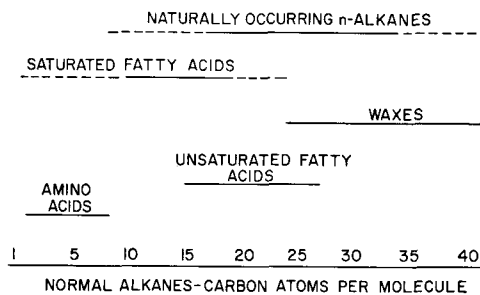 NATURALLY OCCURRING n-ALKANES
SATURATED FATTY ACIDS
WAXES
UNSATURATED FATTY
ACIDS
AMINO
ACIDS
1 5 10 15 20 25 30 35 40
NORMAL ALKANES-CARBON ATOMS PER MOLECULE